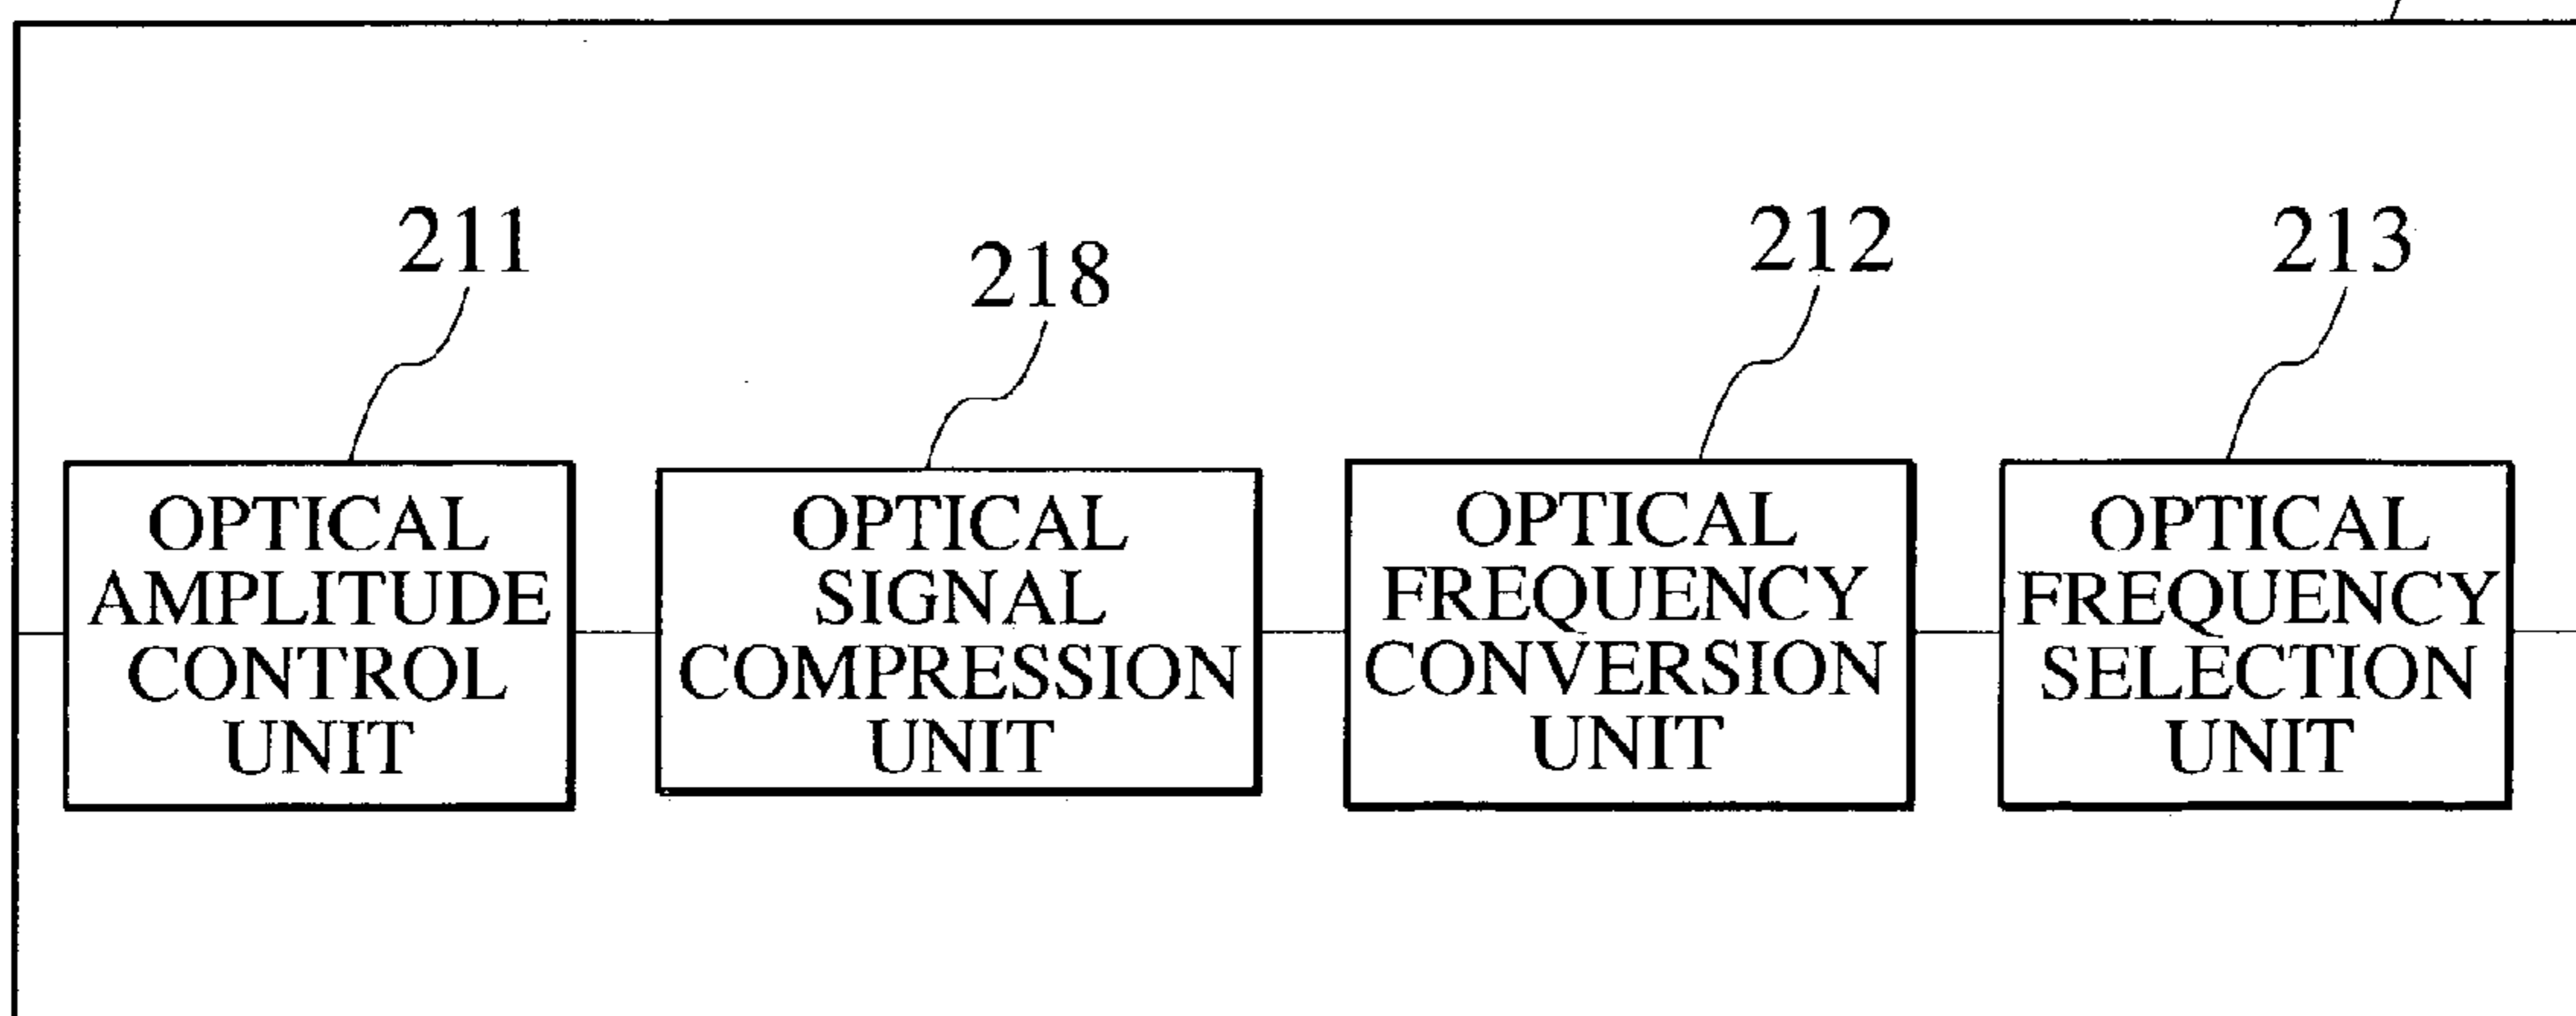 211
218
212
213
OPTICAL
AMPLITUDE
CONTROL
UNIT
OPTICAL
SIGNAL
COMPRESSION
UNIT
OPTICAL
FREQUENCY
CONVERSION
UNIT
OPTICAL
FREQUENCY
SELECTION
UNIT